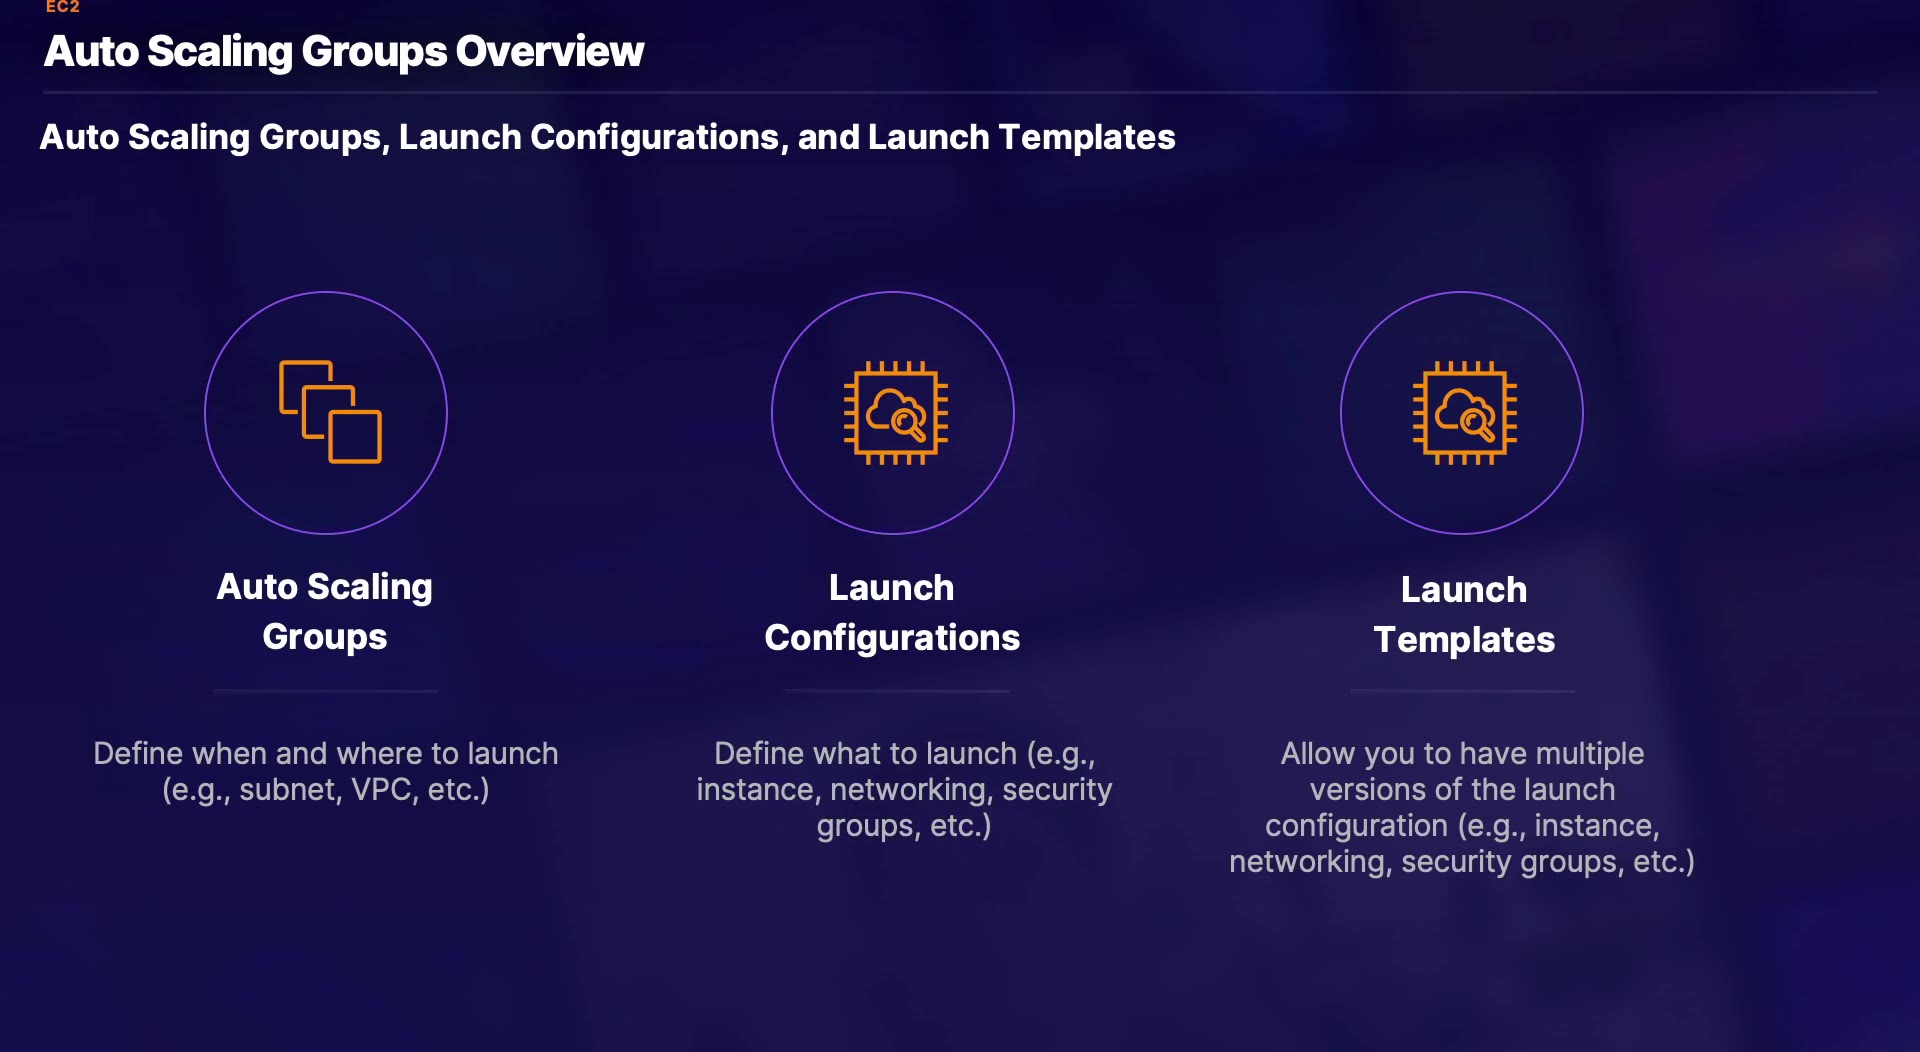 EC2
Auto Scaling Groups Overview
Auto Scaling Groups, Launch Configurations, and Launch Templates
Auto Scaling
Groups
Define when and where to launch
(e.g., subnet, VPC, etc.)
Launch
Configurations
Define what to launch (e.g.,
instance, networking, security
groups, etc.)
Launch
Templates
Allow you to have multiple
versions of the launch
configuration (e.g., instance,
networking, security groups, etc.)